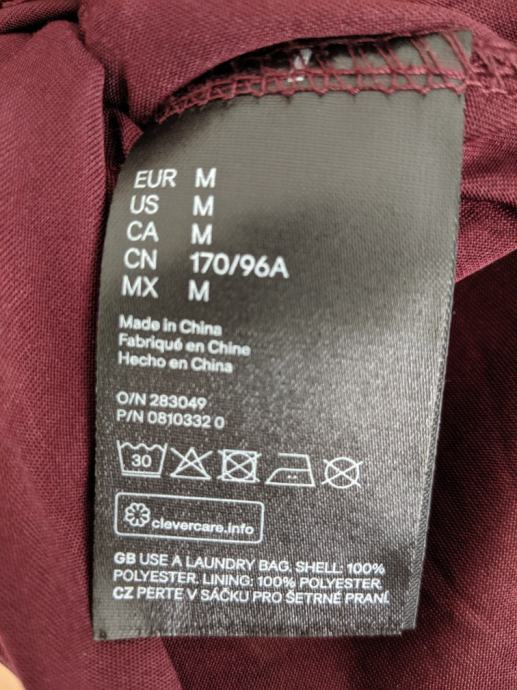 EUR M
US M
CA M
CN 170/96A
MX M
Made in China
Fabriqué en Chine
Hecho en China
O/N 283049
P/N 0810332 0
30
clevercare.info
GB USE A LAUNDRY BAG. SHELL: 100%
POLYESTER. LINING: 100% POLYESTER.
CZ PERTE V SÁČKU PRO ŠETRNÉ PRANÍ.